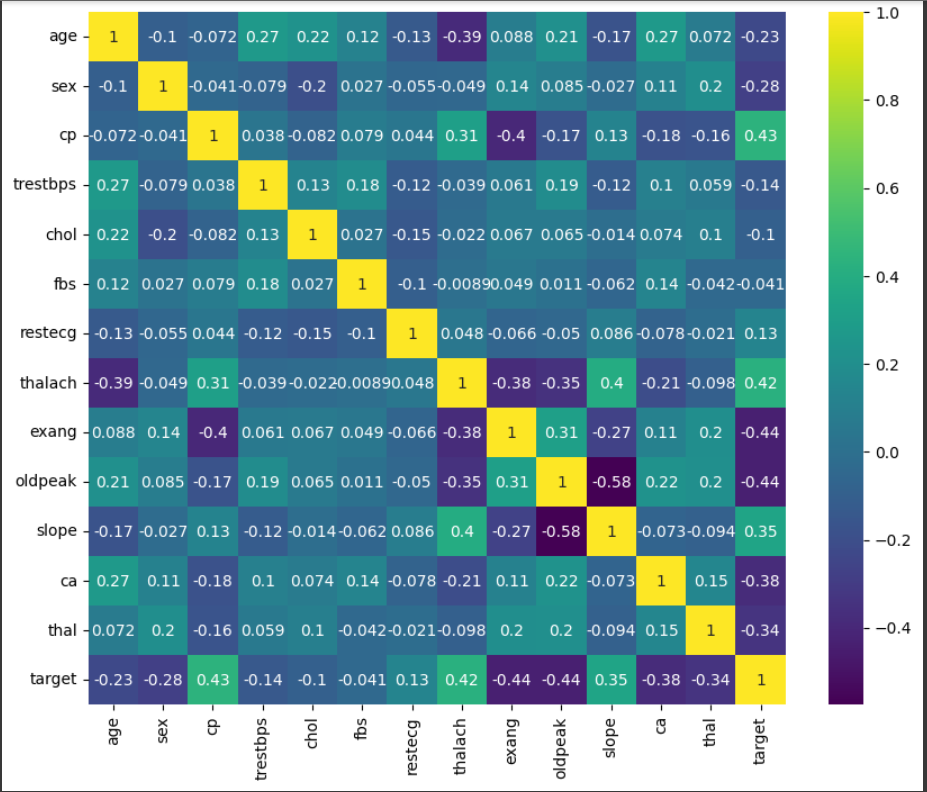 1.0
age 1 -0.1 -0.072 0.27 0.22 0.12 -0.13 -0.39 0.088 0.21 -0.17 0.27 0.072 -0.23
sex -0.1 1 -0.041 -0.079 -0.2 0.027 -0.055 -0.049 0.14 0.085 -0.027 0.11 0.2 -0.28
0.8
cp -0.072 -0.041 1 0.038 -0.082 0.079 0.044 0.31 -0.4 -0.17 0.13 -0.18 -0.16 0.43
trestbps 0.27 -0.079 0.038 1 0.13 0.18 -0.12 -0.039 0.061 0.19 -0.12 0.1 0.059 -0.14
0.6
chol 0.22 -0.2 -0.082 0.13 1 0.027 -0.15 -0.022 0.067 0.065 -0.014 0.074 0.1 -0.1
fbs 0.12 0.027 0.079 0.18 0.027 1 -0.1 -0.0089 0.049 0.011 -0.062 0.14 -0.042 -0.041
0.4
restecg -0.13 -0.055 0.044 -0.12 -0.15 -0.1 1 0.048 -0.066 -0.05 0.086 -0.078 -0.021 0.13
0.2
thalach -0.39 -0.049 0.31 -0.039 -0.022 -0.0089 0.048 1 -0.38 -0.35 0.4 -0.21 -0.098 0.42
exang 0.088 0.14 -0.4 0.061 0.067 0.049 -0.066 -0.38 1 0.31 -0.27 0.11 0.2 -0.44
0.0
oldpeak 0.21 0.085 -0.17 0.19 0.065 0.011 -0.05 -0.35 0.31 1 -0.58 0.22 0.2 -0.44
slope -0.17 -0.027 0.13 -0.12 -0.014 -0.062 0.086 0.4 -0.27 -0.58 1 -0.073 -0.094 0.35
−0.2
ca 0.27 0.11 -0.18 0.1 0.074 0.14 -0.078 -0.21 0.11 0.22 -0.073 1 0.15 -0.38
thal 0.072 0.2 -0.16 0.059 0.1 -0.042 -0.021 -0.098 0.2 0.2 -0.094 0.15 1 -0.34
−0.4
target -0.23 -0.28 0.43 -0.14 -0.1 -0.041 0.13 0.42 -0.44 -0.44 0.35 -0.38 -0.34 1
age sex cp trestbps chol fbs restecg thalach exang oldpeak slope ca thal target